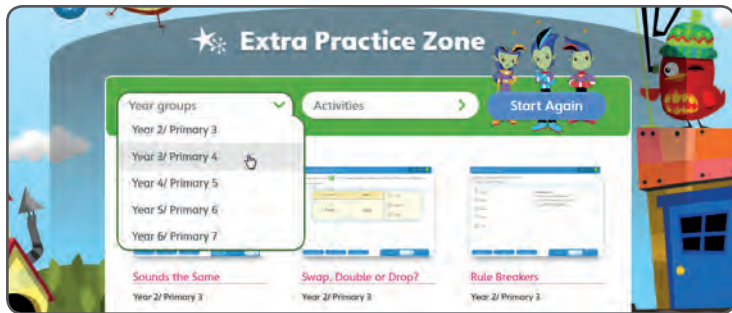 Extra Practice Zone
Year groups
Activities
Start Again
Year 2/ Primary 3
Year 3/ Primary 4
Year 4/ Primary 5
Year 5/ Primary 6
Year 6/ Primary 7
Sounds the Same
Swap, Double or Drop?
Rule Breakers
Year 2/ Primary 3
Year 2/ Primary 3
Year 2/ Primary 3